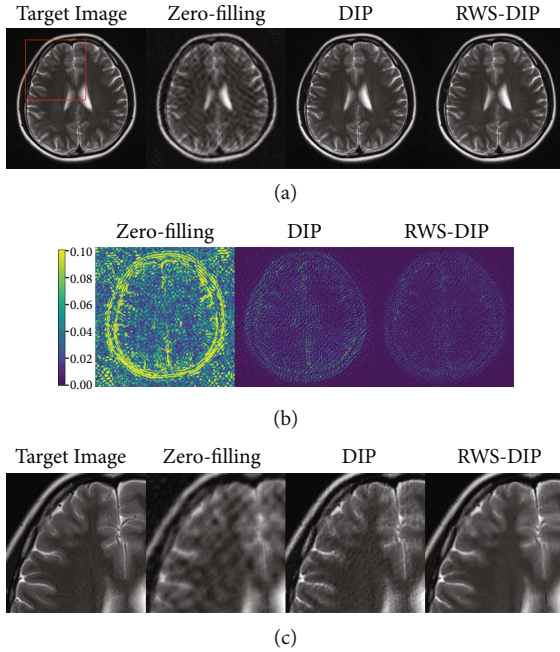 Target Image Zero-filling DIP RWS-DIP
(a)
Zero-filling DIP RWS-DIP
0.10
0.08
0.06
0.04
0.02
0.00
(b)
Target Image Zero-filling DIP RWS-DIP
(c)